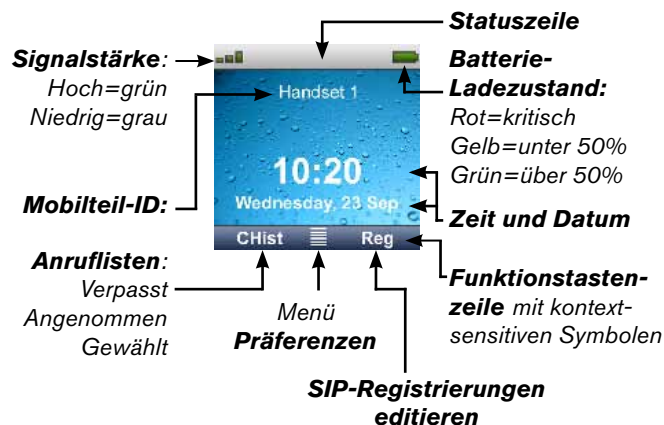 Statuszeile
Signalstärke:
Hoch=grün
Niedrig=grau
Batterie-
Ladezustand:
Rot=kritisch
Gelb=unter 50%
Grün=über 50%
Handset 1
10:20
Wednesday, 23 Sep
Mobilteil-ID:
Zeit und Datum
CHist
Reg
Anruflisten:
Verpasst
Angenommen
Gewählt
Menü
Präferenzen
Funktionstasten-
zeile mit kontext-
sensitiven Symbolen
SIP-Registrierungen
editieren